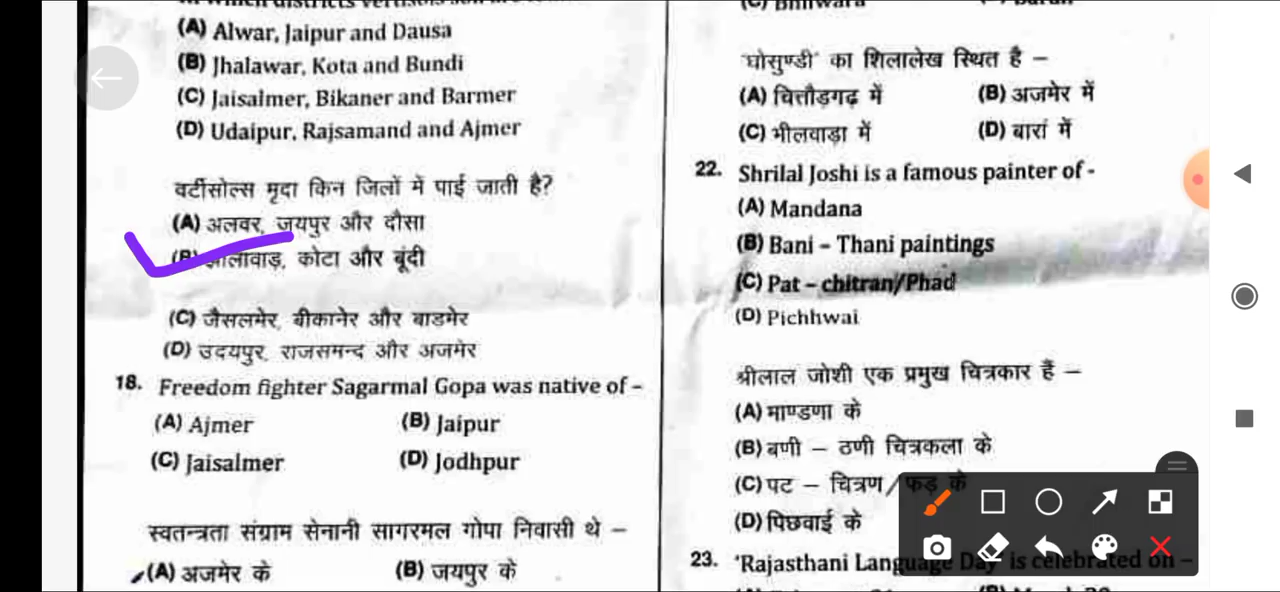 (A) Alwar, Jaipur and Dausa
(B) Jhalawar, Kota and Bundi
(C) Jaisalmer, Bikaner and Barmer
(D) Udaipur, Rajsamand and Ajmer
वर्टीसोल्स मृदा किन जिलों में पाई जाती है?
(A) अलवर, जयपुर और दौसा
(B) झालावाड़, कोटा और बूंदी
(C) जैसलमेर, बीकानेर और बाडमेर
(D) उदयपुर, राजसमन्द और अजमेर
18. Freedom fighter Sagarmal Gopa was native of -
(A) Ajmer (B) Jaipur
(C) Jaisalmer (D) Jodhpur
स्वतन्त्रता संग्राम सेनानी सागरमल गोपा निवासी थे –
(A) अजमेर के (B) जयपुर के
'घोसुण्डी' का शिलालेख स्थित है –
(A) चित्तौड़गढ़ में (B) अजमेर में
(C) भीलवाड़ा में (D) बारां में
22. Shrilal Joshi is a famous painter of -
(A) Mandana
(B) Bani – Thani paintings
(C) Pat – chitran/Phad
(D) Pichhwai
श्रीलाल जोशी एक प्रमुख चित्रकार हैं –
(A) माण्डणा के
(B) बणी – ठणी चित्रकला के
(C) पट – चित्रण/फड़ के
(D) पिछवाई के
23. 'Rajasthani Language Day' is celebrated on –